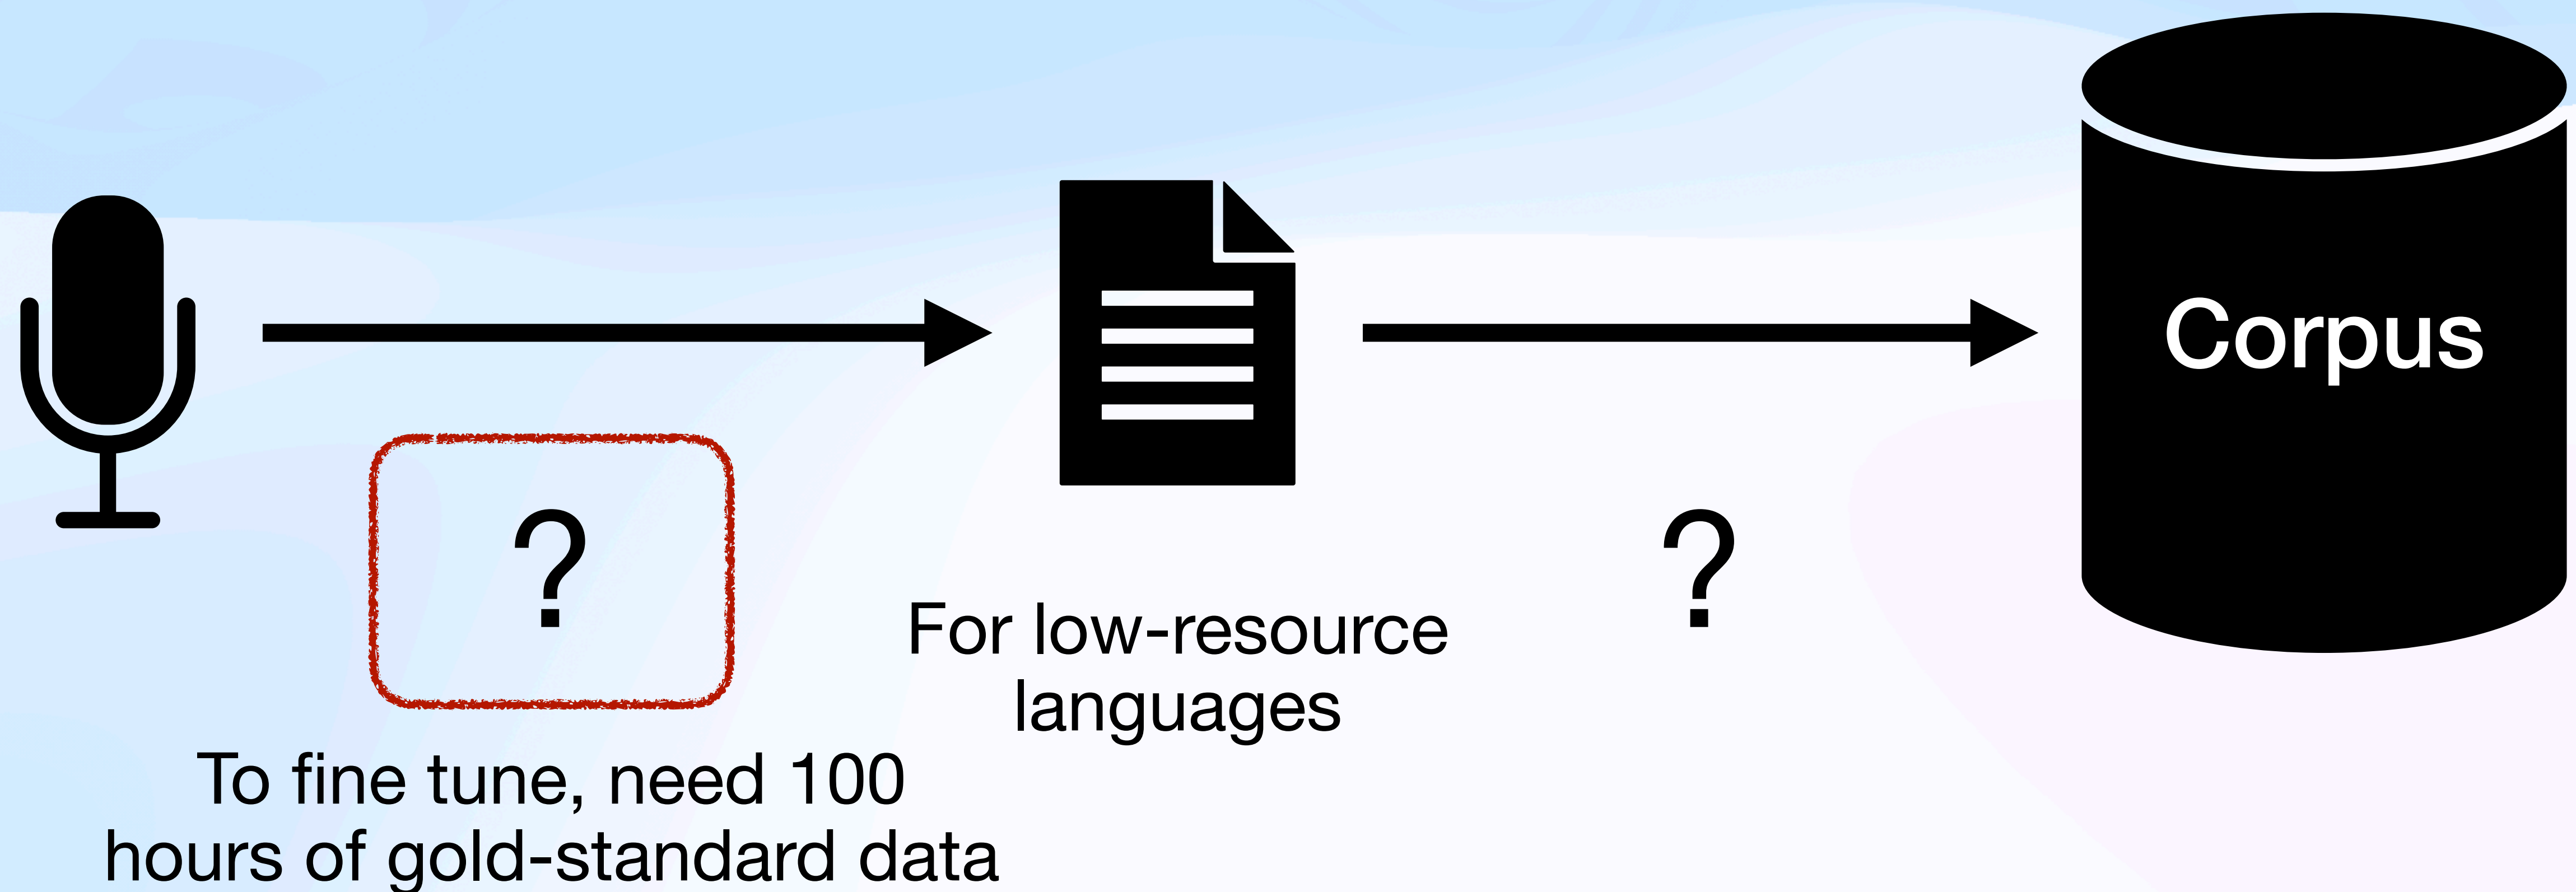 Corpus
?
?
For low-resource
languages
To fine tune, need 100
hours of gold-standard data